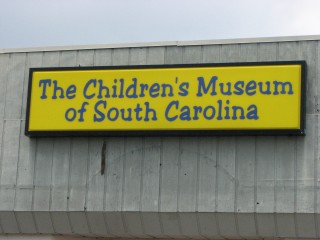 The Children's Museum
of South Carolina